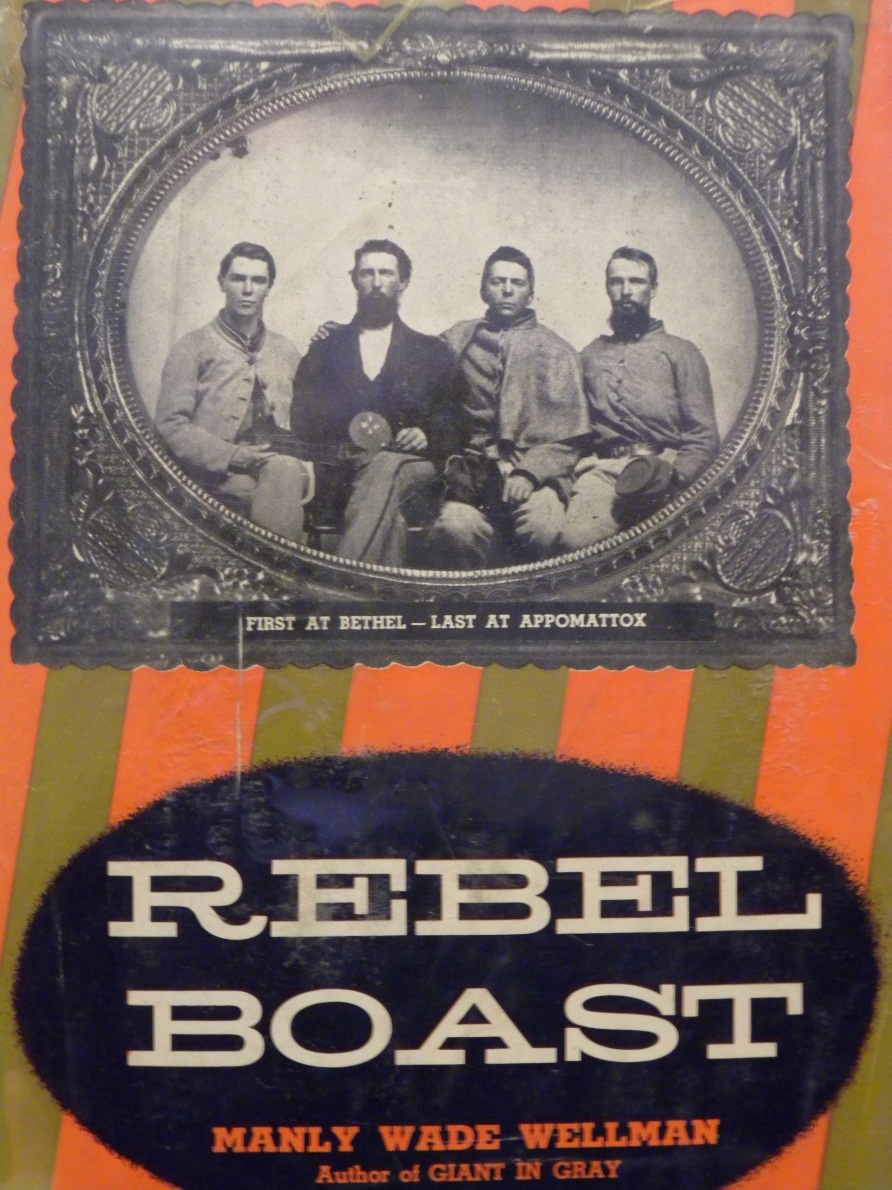 FIRST AT BETHEL — LAST AT APPOMATTOX
REBEL
BOAST
MANLY WADE WELLMAN
Author of GIANT IN GRAY